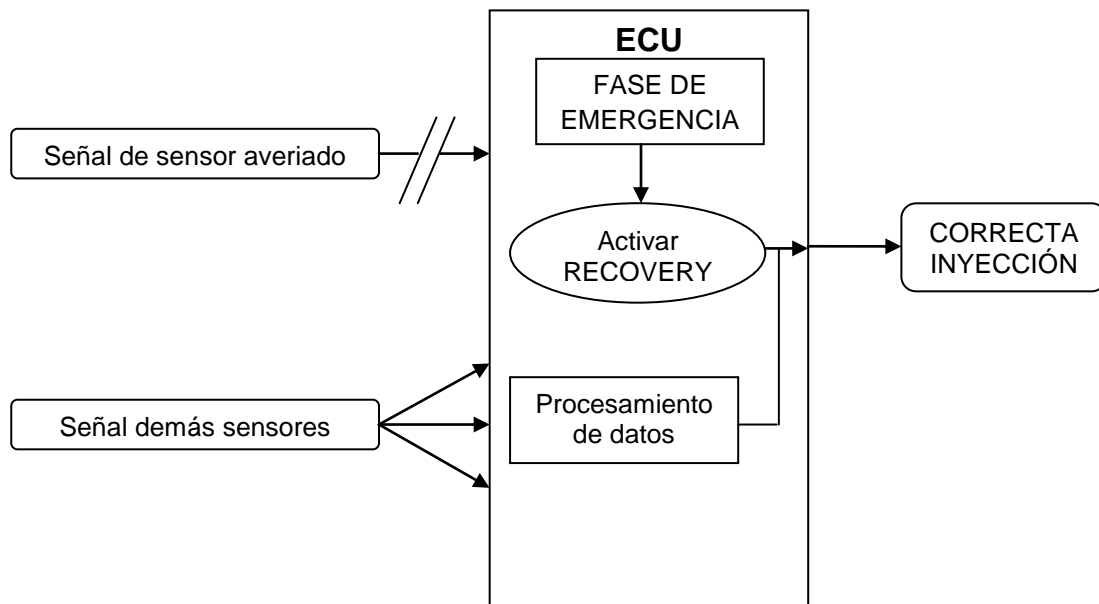 ECU
FASE DE
EMERGENCIA
Señal de sensor averiado
Activar
RECOVERY
CORRECTA
INYECCIÓN
Señal demás sensores
Procesamiento
de datos